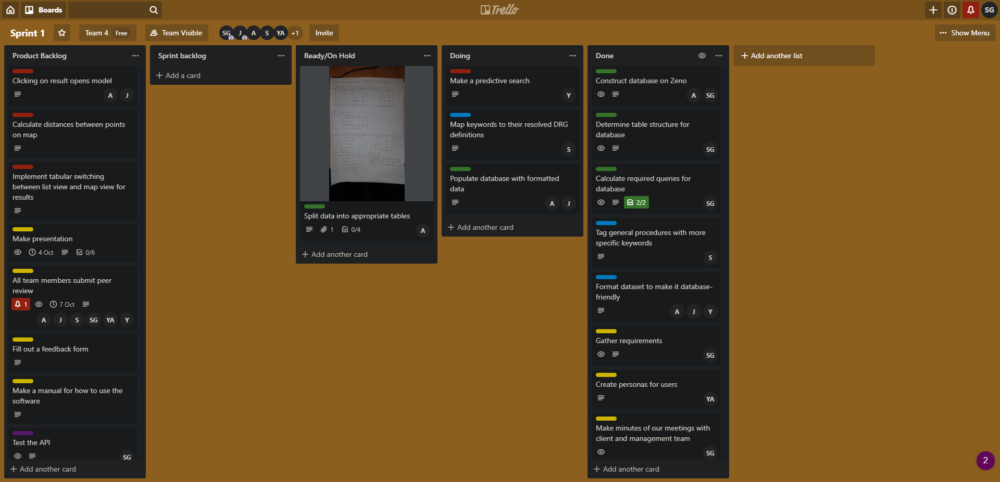 Boards
Trello
SG
Sprint 1
Team 4 Free
Team Visible
SG J A S YA +1
Invite
Show Menu
Product Backlog
Clicking on result opens model
A J
Calculate distances between points
on map
Implement tabular switching
between list view and map view for
results
Make presentation
4 Oct 0/6
All team members submit peer
review
1 7 Oct
A J S SG YA Y
Fill out a feedback form
Make a manual for how to use the
software
Test the API
SG
Add another card
Sprint backlog
Add a card
Ready/On Hold
Split data into appropriate tables
1 0/4
A
Add another card
Doing
Make a predictive search
Y
Map keywords to their resolved DRG
definitions
S
Populate database with formatted
data
A J
Add another card
Done
Construct database on Zeno
A SG
Determine table structure for
database
SG
Calculate required queries for
database
2/2 SG
Tag general procedures with more
specific keywords
S
Format dataset to make it database-
friendly
A J Y
Gather requirements
SG
Create personas for users
YA
Make minutes of our meetings with
client and management team
SG
Add another card
Add another list
2